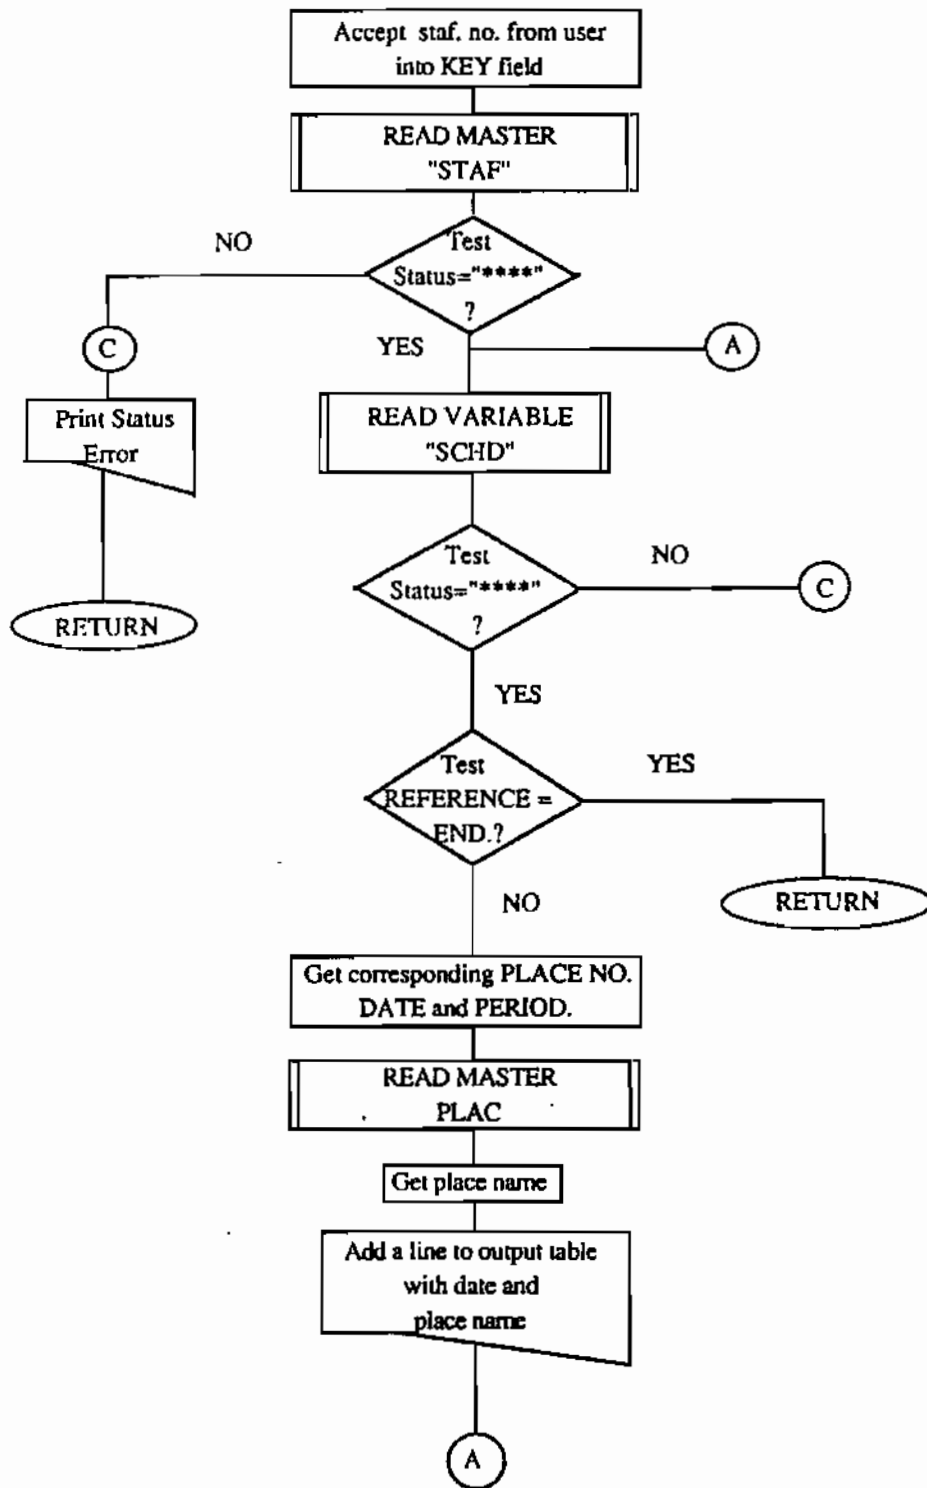 Accept staf. no. from user
into KEY field
READ MASTER
"STAF"
NO
Test
Status="****"
?
YES
A
C
Print Status
Error
READ VARIABLE
"SCHD"
RETURN
Test
Status="****"
?
NO
C
YES
Test
REFERENCE =
END.?
YES
RETURN
NO
Get corresponding PLACE NO.
DATE and PERIOD.
READ MASTER
PLAC
Get place name
Add a line to output table
with date and
place name
A